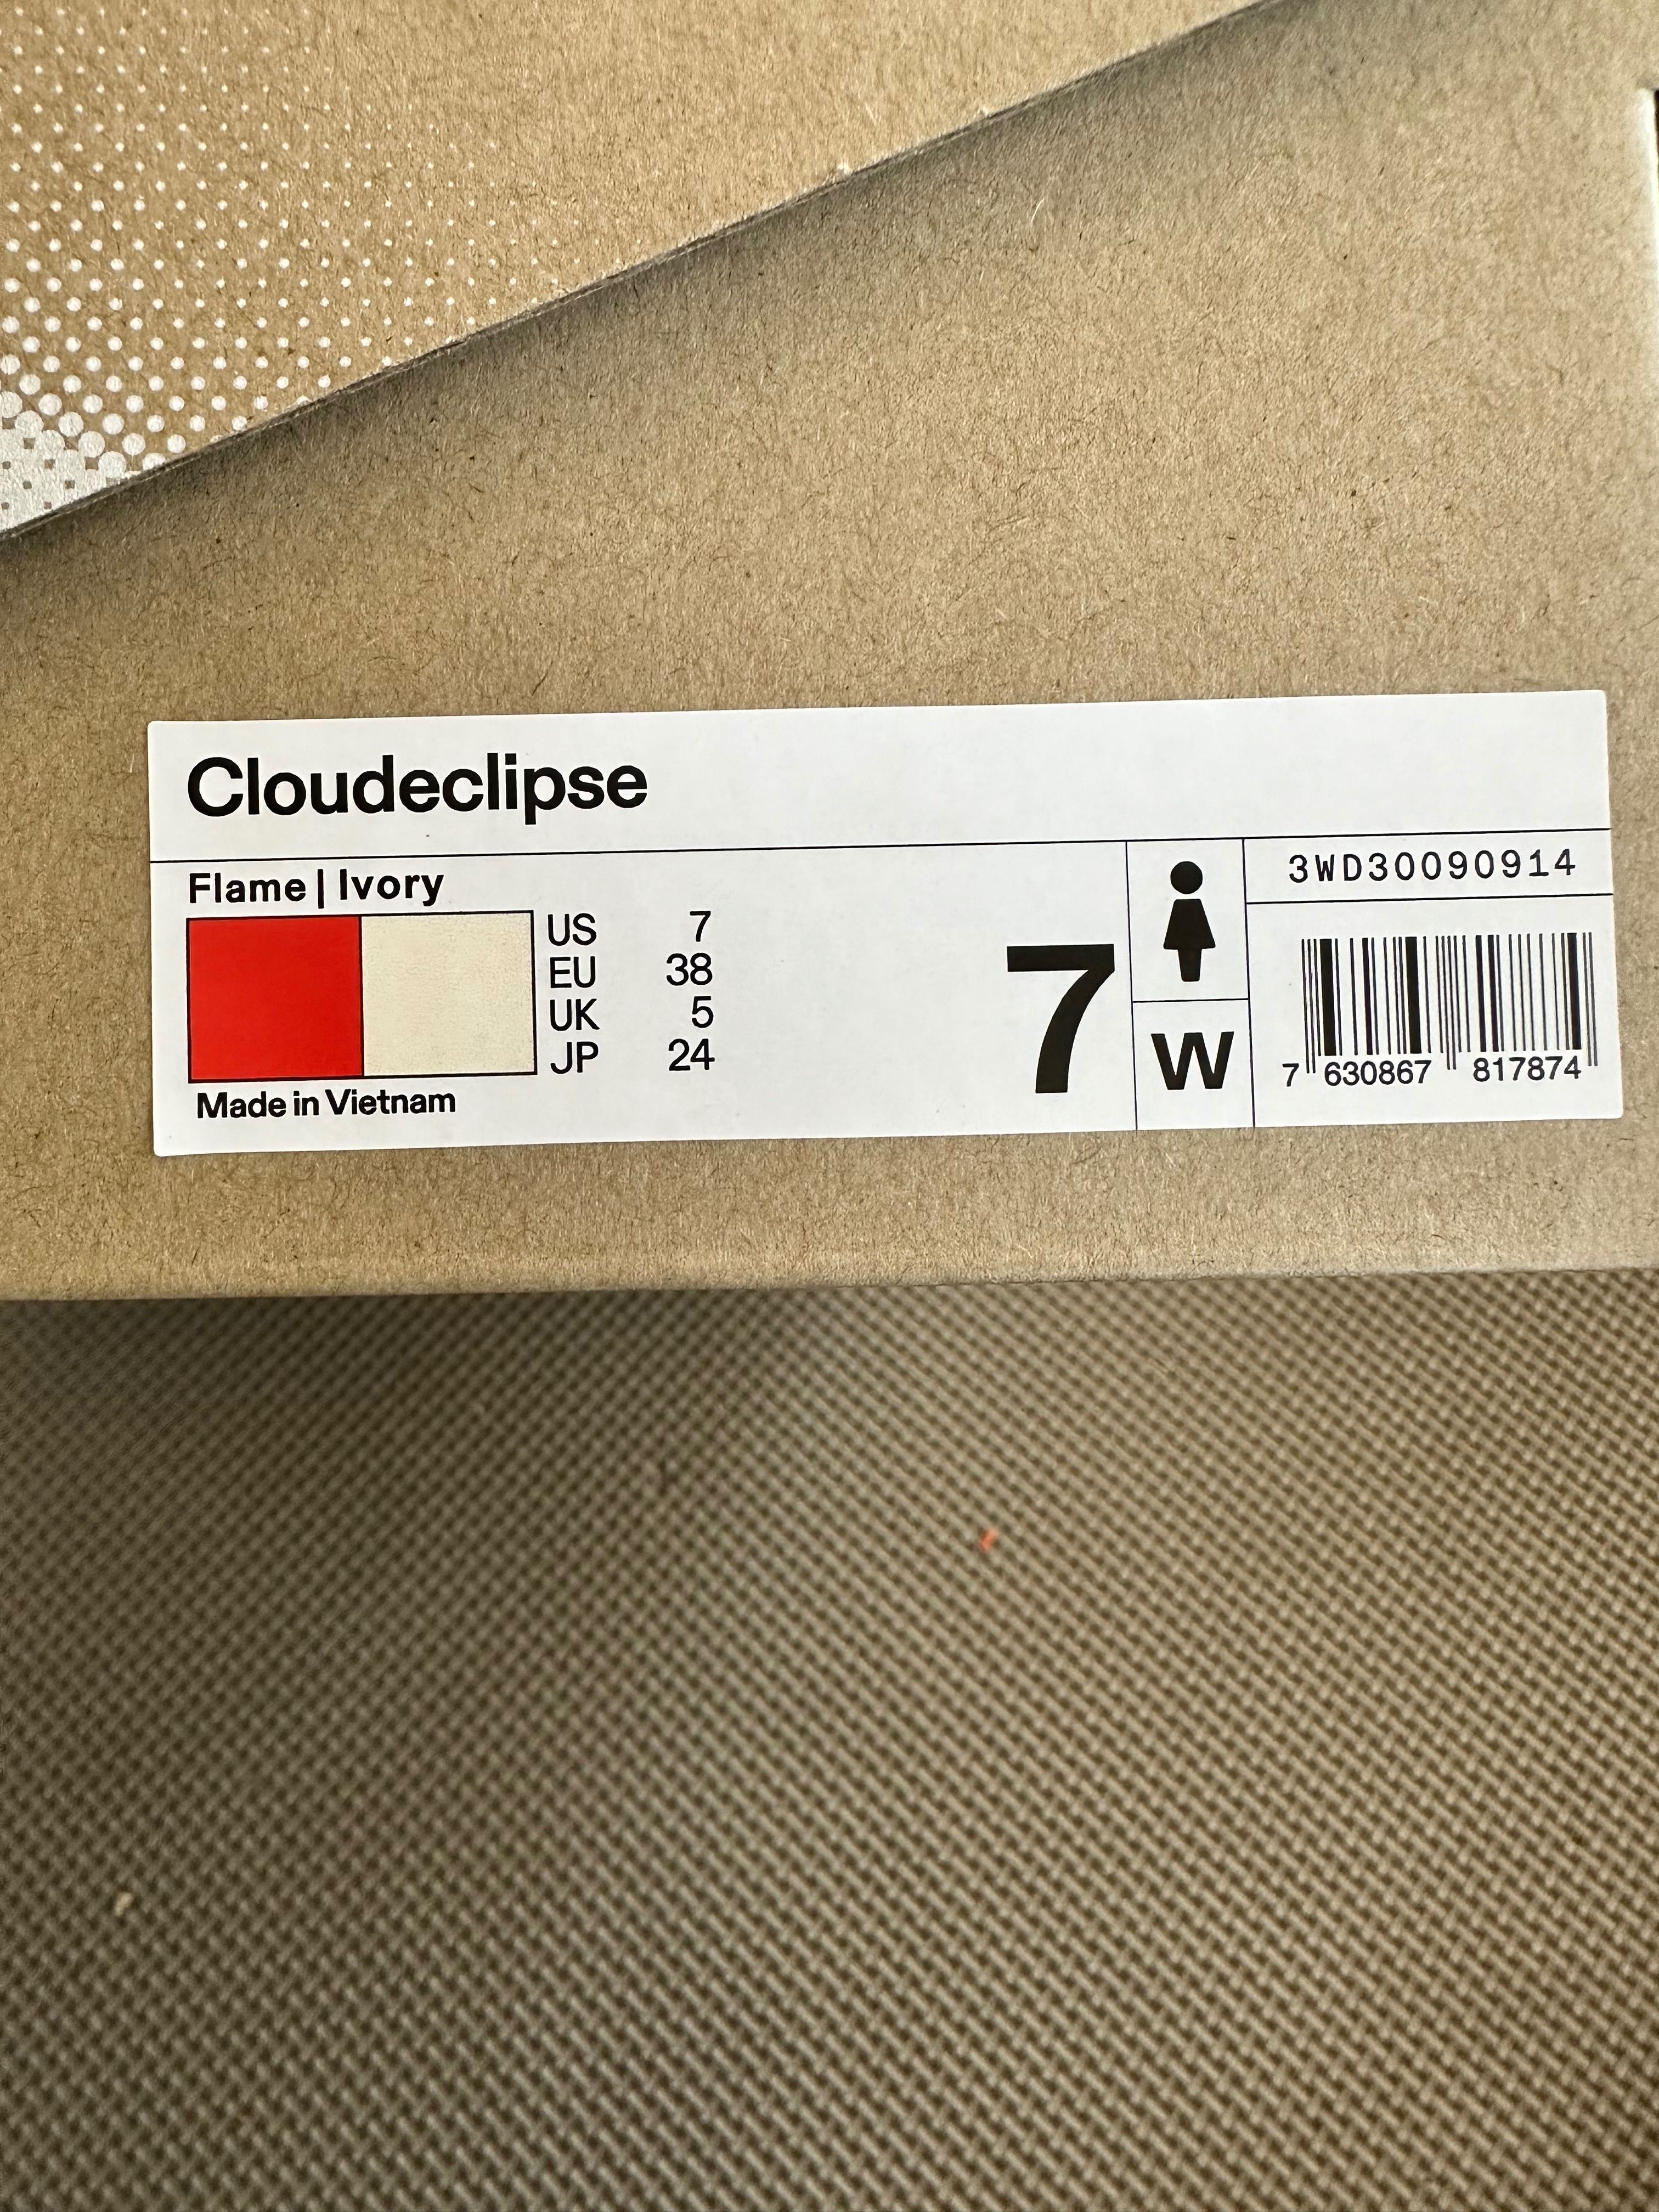 Cloudeclipse
Flame | Ivory
US 7
EU 38
UK 5
JP 24
Made in Vietnam
7
W
3WD30090914
7 630867 817874